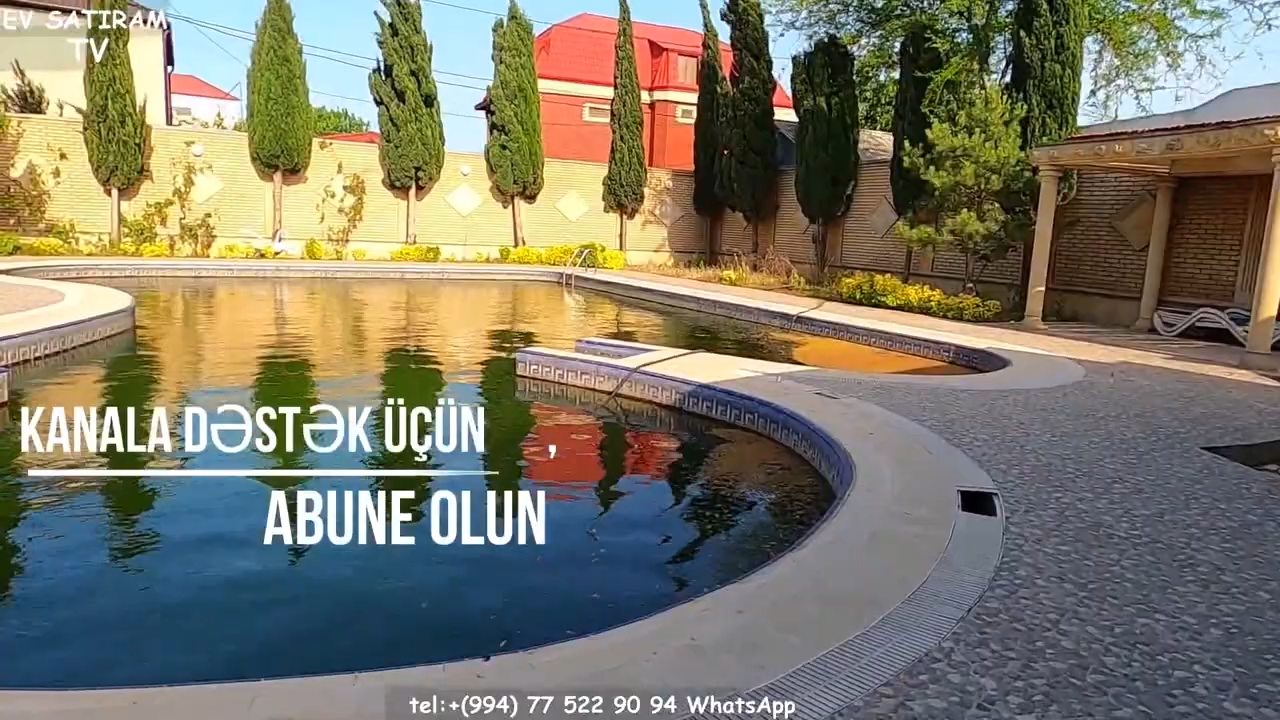 EV SATIRAM
TV
KANALA DƏSTƏK ÜÇÜN ,
ABUNE OLUN
tel:+(994) 77 522 90 94 WhatsApp